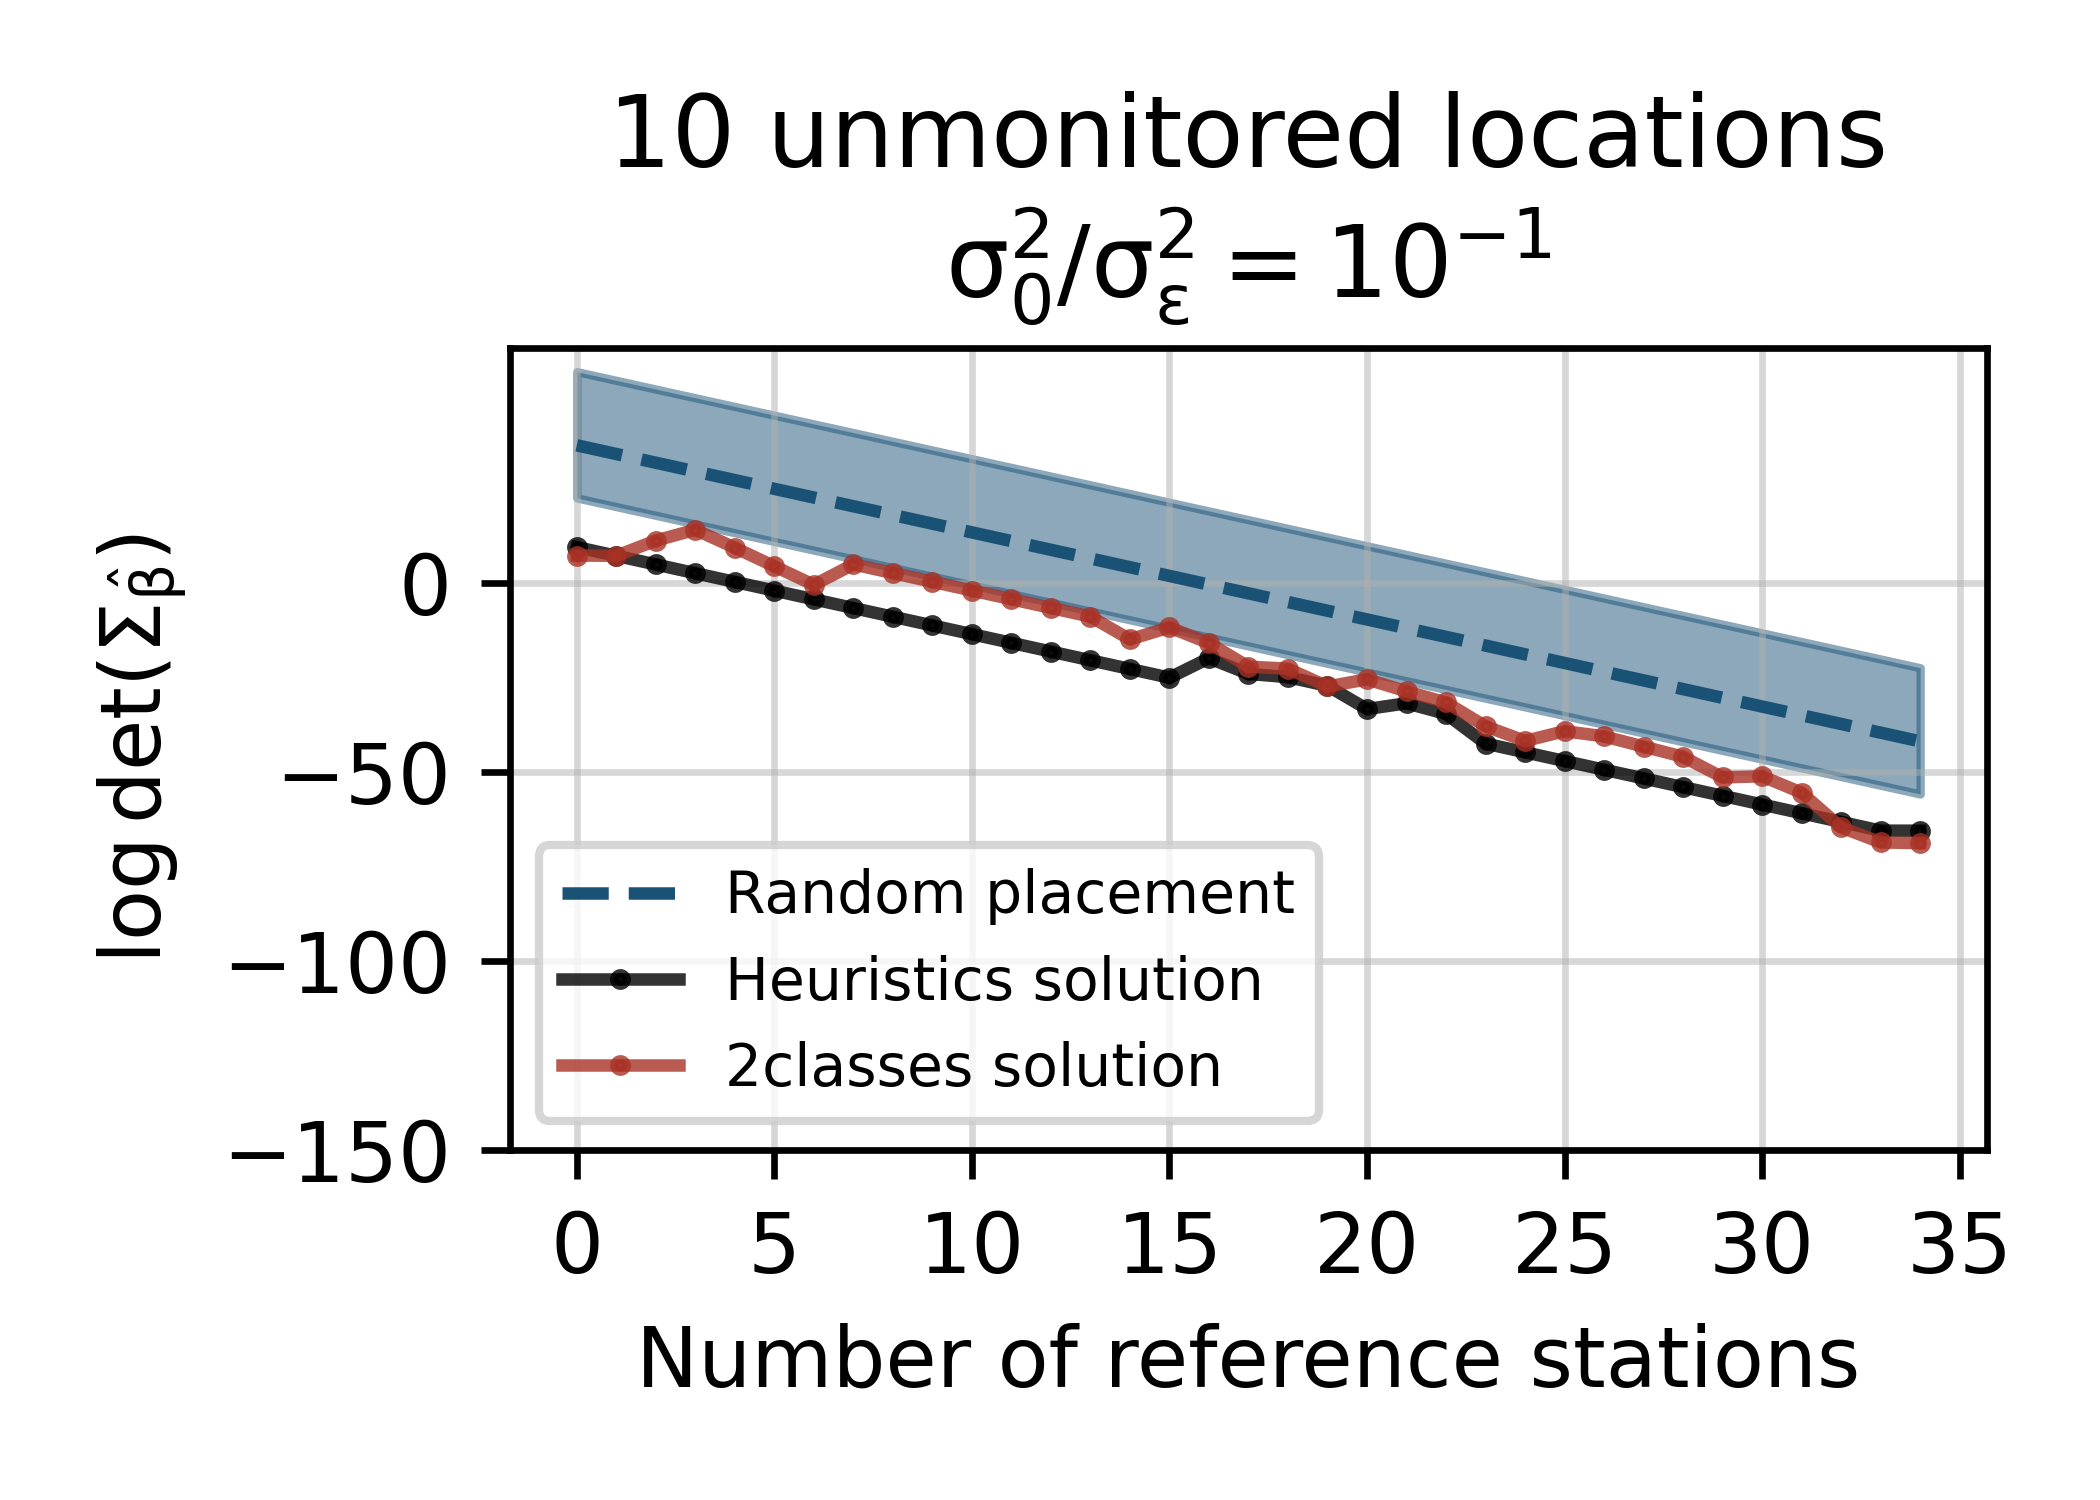 10 unmonitored locations
σ₀²/σ_ε² = 10⁻¹
log det(Σ_β̂)
0
−50
−100
−150
Random placement
Heuristics solution
2classes solution
0 5 10 15 20 25 30 35
Number of reference stations